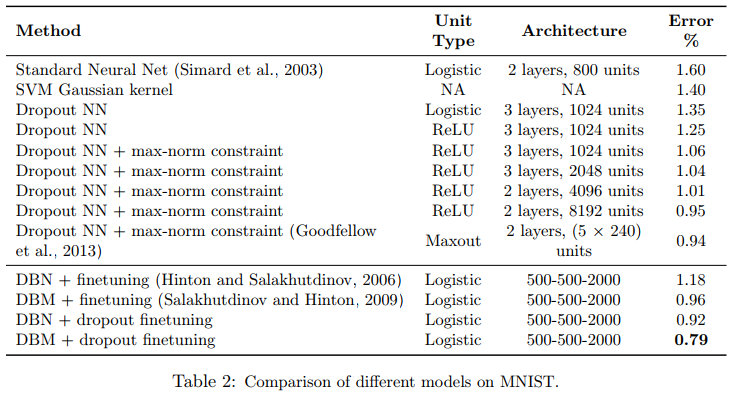 Method Unit Type Architecture Error %
Standard Neural Net (Simard et al., 2003) Logistic 2 layers, 800 units 1.60
SVM Gaussian kernel NA NA 1.40
Dropout NN Logistic 3 layers, 1024 units 1.35
Dropout NN ReLU 3 layers, 1024 units 1.25
Dropout NN + max-norm constraint ReLU 3 layers, 1024 units 1.06
Dropout NN + max-norm constraint ReLU 3 layers, 2048 units 1.04
Dropout NN + max-norm constraint ReLU 2 layers, 4096 units 1.01
Dropout NN + max-norm constraint ReLU 2 layers, 8192 units 0.95
Dropout NN + max-norm constraint (Goodfellow et al., 2013) Maxout 2 layers, (5 × 240) units 0.94
DBN + finetuning (Hinton and Salakhutdinov, 2006) Logistic 500-500-2000 1.18
DBM + finetuning (Salakhutdinov and Hinton, 2009) Logistic 500-500-2000 0.96
DBN + dropout finetuning Logistic 500-500-2000 0.92
DBM + dropout finetuning Logistic 500-500-2000 0.79
Table 2: Comparison of different models on MNIST.